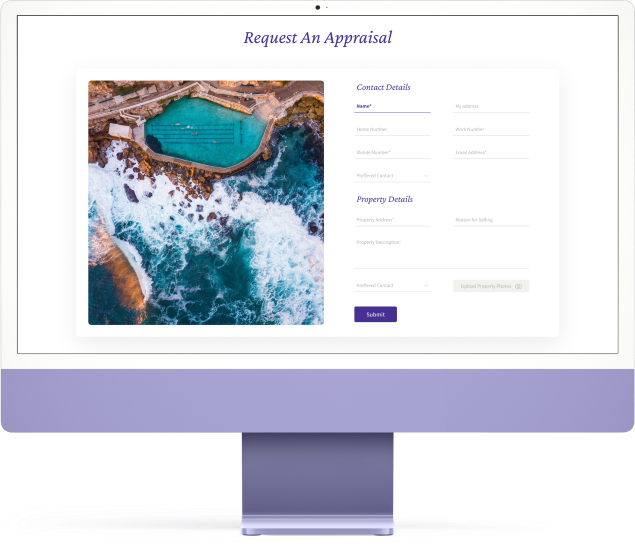 Request An Appraisal
Contact Details
Name* My Address
Home Number Work Number
Mobile Number* Email Address*
Preffered Contact
Property Details
Property Address* Reason for Selling
Property Description:
Preffered Contact Upload Property Photos
Submit